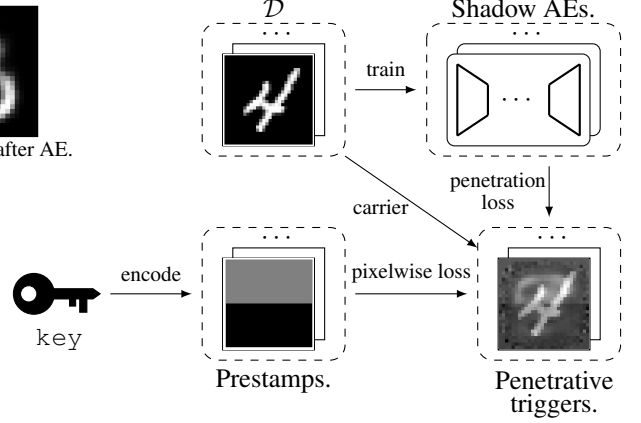 𝒟
Shadow AEs.
· · ·
· · ·
train
· · ·
after AE.
penetration
loss
carrier
· · ·
· · ·
encode
pixelwise loss
key
Prestamps.
Penetrative
triggers.